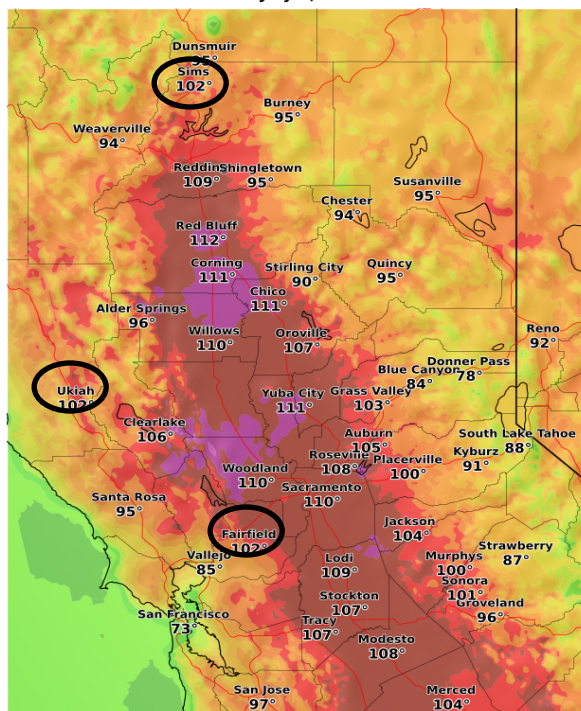 Dunsmuir
95°
Sims
102°
Burney
95°
Weaverville
94°
Redding
109°
Shingletown
95°
Susanville
95°
Chester
94°
Red Bluff
112°
Corning
111°
Stirling City
90°
Quincy
95°
Chico
111°
Alder Springs
96°
Willows
110°
Oroville
107°
Reno
92°
Donner Pass
78°
Blue Canyon
84°
Ukiah
102°
Yuba City
111°
Grass Valley
103°
Clearlake
106°
Auburn
105°
South Lake Tahoe
88°
Roseville
108°
Placerville
100°
Kyburz
91°
Woodland
110°
Sacramento
110°
Santa Rosa
95°
Jackson
104°
Fairfield
102°
Vallejo
85°
Lodi
109°
Murphys
100°
Strawberry
87°
Sonora
101°
Stockton
107°
Groveland
96°
San Francisco
73°
Tracy
107°
Modesto
108°
San Jose
97°
Merced
104°